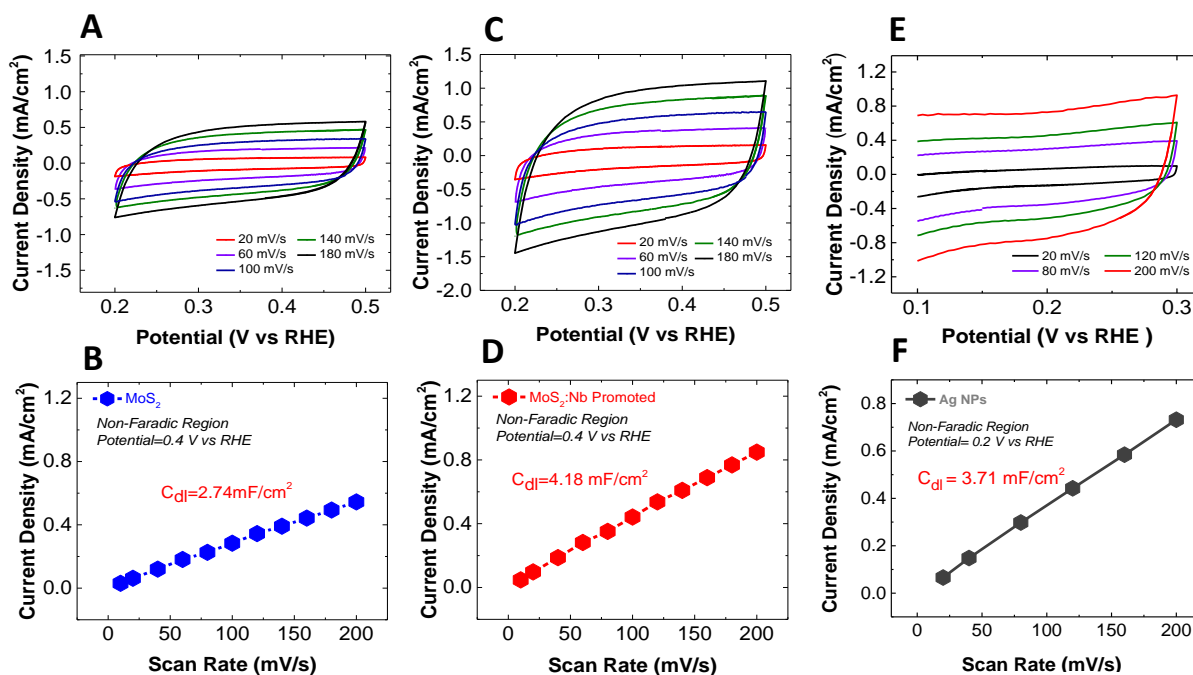 A
Current Density (mA/cm²)
1.5
1.0
0.5
0.0
-0.5
-1.0
-1.5
20 mV/s
140 mV/s
60 mV/s
180 mV/s
100 mV/s
0.2
0.3
0.4
0.5
Potential (V vs RHE)
C
Current Density (mA/cm²)
1.5
1.0
0.5
0.0
-0.5
-1.0
-1.5
-2.0
20 mV/s
140 mV/s
60 mV/s
180 mV/s
100 mV/s
0.2
0.3
0.4
0.5
Potential (V vs RHE)
E
Current Density (mA/cm²)
1.2
0.8
0.4
0.0
-0.4
-0.8
-1.2
20 mV/s
120 mV/s
80 mV/s
200 mV/s
0.1
0.2
0.3
Potential (V vs RHE )
B
Current Density (mA/cm²)
1.2
0.8
0.4
0.0
MoS₂
Non-Faradic Region
Potential=0.4 V vs RHE
Cdl=2.74mF/cm²
0
50
100
150
200
Scan Rate (mV/s)
D
Current Density (mA/cm²)
1.2
0.8
0.4
0.0
MoS₂:Nb Promoted
Non-Faradic Region
Potential=0.4 V vs RHE
Cdl=4.18 mF/cm²
0
50
100
150
200
Scan Rate (mV/s)
F
Current Density (mA/cm²)
0.8
0.6
0.4
0.2
0.0
Ag NPs
Non-Faradic Region
Potential= 0.2 V vs RHE
Cdl = 3.71 mF/cm²
0
50
100
150
200
Scan Rate (mV/s)